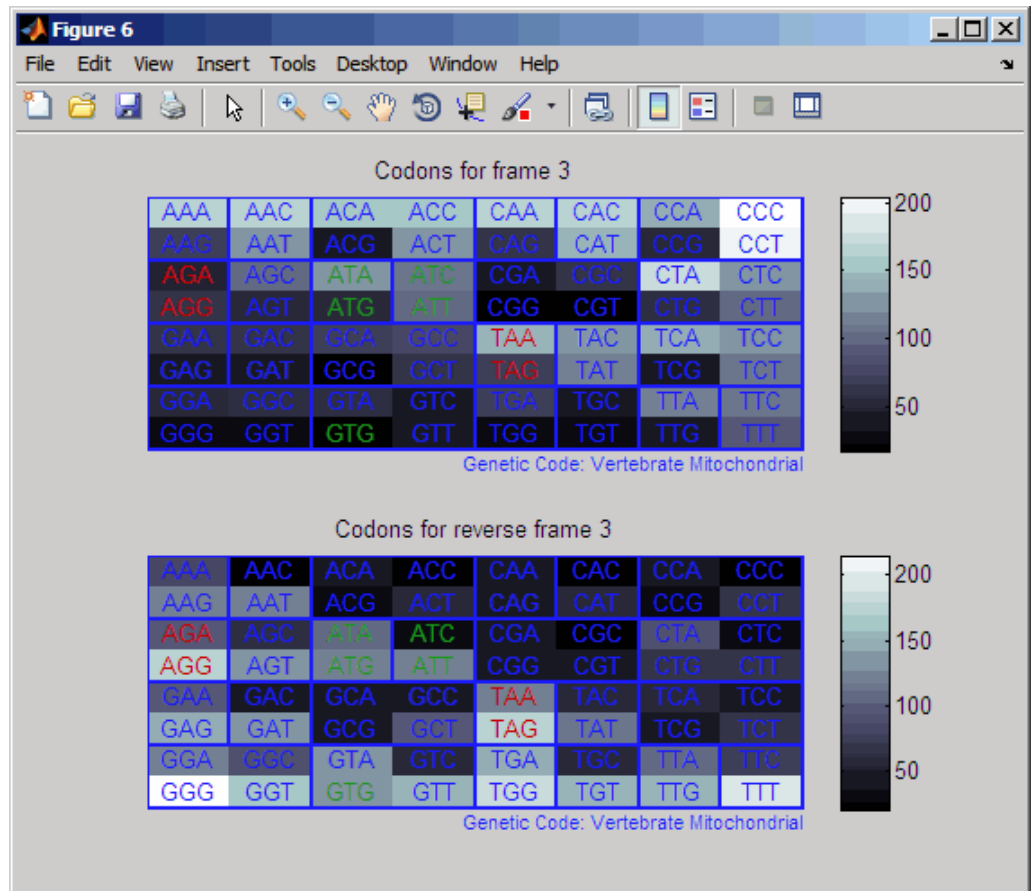 Figure 6
File Edit View Insert Tools Desktop Window Help
Codons for frame 3
AAA AAC ACA ACC CAA CAC CCA CCC
AAG AAT ACG ACT CAG CAT CCG CCT
AGA AGC ATA ATC CGA CGC CTA CTC
AGG AGT ATG ATT CGG CGT CTG CTT
GAA GAC GCA GCC TAA TAC TCA TCC
GAG GAT GCG GCT TAG TAT TCG TCT
GGA GGC GTA GTC TGA TGC TTA TTC
GGG GGT GTG GTT TGG TGT TTG TTT
200
150
100
50
Genetic Code: Vertebrate Mitochondrial
Codons for reverse frame 3
AAA AAC ACA ACC CAA CAC CCA CCC
AAG AAT ACG ACT CAG CAT CCG CCT
AGA AGC ATA ATC CGA CGC CTA CTC
AGG AGT ATG ATT CGG CGT CTG CTT
GAA GAC GCA GCC TAA TAC TCA TCC
GAG GAT GCG GCT TAG TAT TCG TCT
GGA GGC GTA GTC TGA TGC TTA TTC
GGG GGT GTG GTT TGG TGT TTG TTT
200
150
100
50
Genetic Code: Vertebrate Mitochondrial